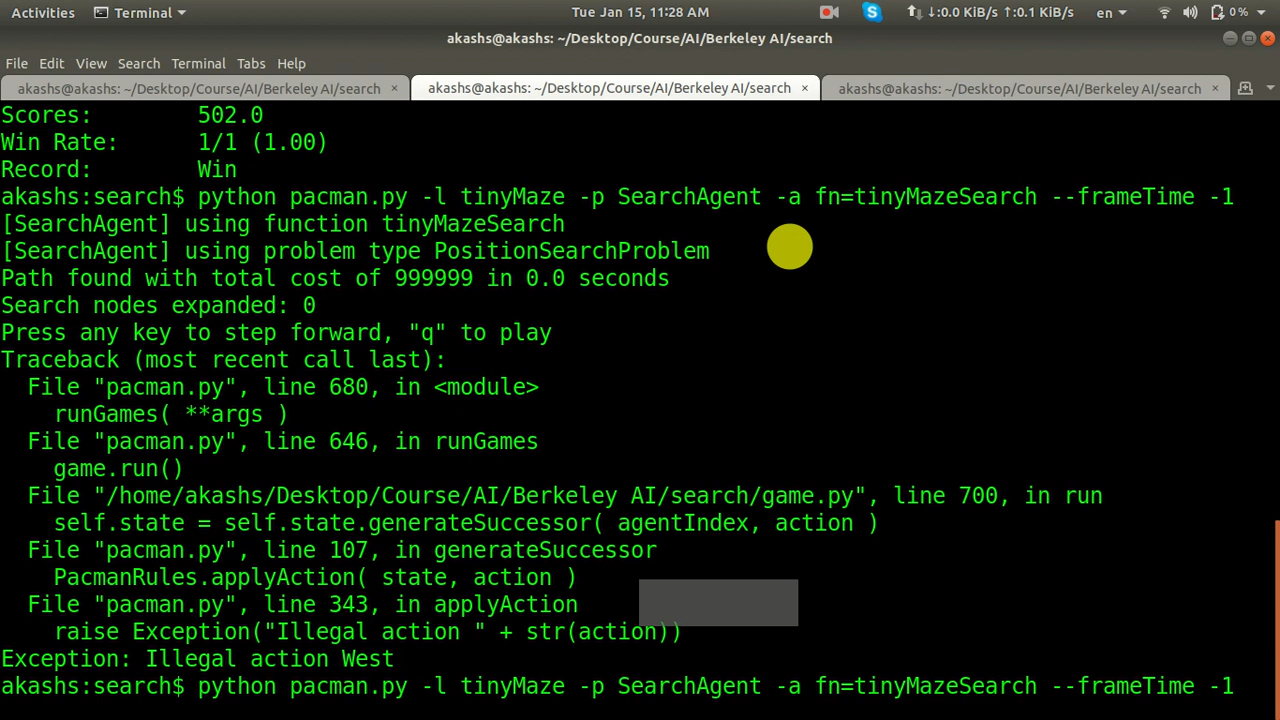 Activities Terminal Tue Jan 15, 11:28 AM ↓:0.0 KiB/s ↑:0.1 KiB/s en 0 %
akashs@akashs: ~/Desktop/Course/AI/Berkeley AI/search
File Edit View Search Terminal Tabs Help
akashs@akashs: ~/Desktop/Course/AI/Berkeley AI/search × akashs@akashs: ~/Desktop/Course/AI/Berkeley AI/search × akashs@akashs: ~/Desktop/Course/AI/Berkeley AI/search ×
Scores:        502.0
Win Rate:      1/1 (1.00)
Record:        Win
akashs:search$ python pacman.py -l tinyMaze -p SearchAgent -a fn=tinyMazeSearch --frameTime -1
[SearchAgent] using function tinyMazeSearch
[SearchAgent] using problem type PositionSearchProblem
Path found with total cost of 999999 in 0.0 seconds
Search nodes expanded: 0
Press any key to step forward, "q" to play
Traceback (most recent call last):
  File "pacman.py", line 680, in <module>
    runGames( **args )
  File "pacman.py", line 646, in runGames
    game.run()
  File "/home/akashs/Desktop/Course/AI/Berkeley AI/search/game.py", line 700, in run
    self.state = self.state.generateSuccessor( agentIndex, action )
  File "pacman.py", line 107, in generateSuccessor
    PacmanRules.applyAction( state, action )
  File "pacman.py", line 343, in applyAction
    raise Exception("Illegal action " + str(action))
Exception: Illegal action West
akashs:search$ python pacman.py -l tinyMaze -p SearchAgent -a fn=tinyMazeSearch --frameTime -1